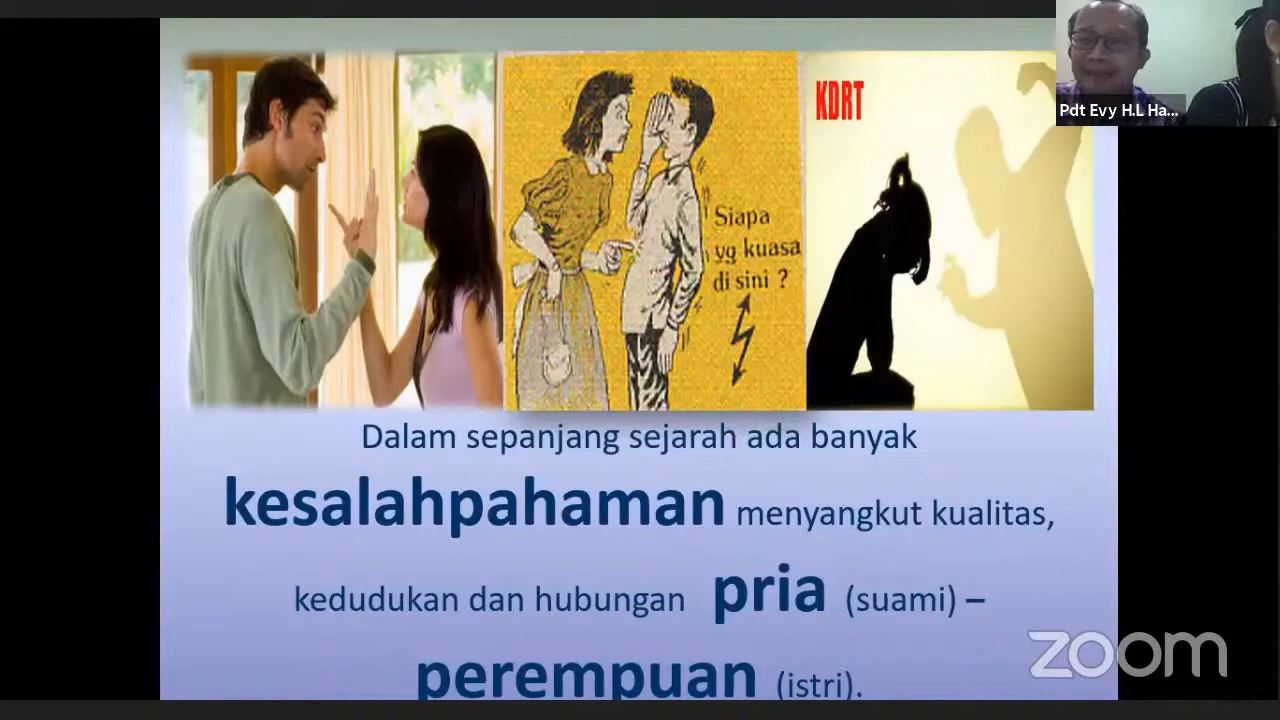 KDRT
Pdt Evy H.L Ha...
Siapa
yg kuasa
di sini ?
Dalam sepanjang sejarah ada banyak
kesalahpahaman menyangkut kualitas,
kedudukan dan hubungan pria (suami) –
perempuan (istri).
zoom